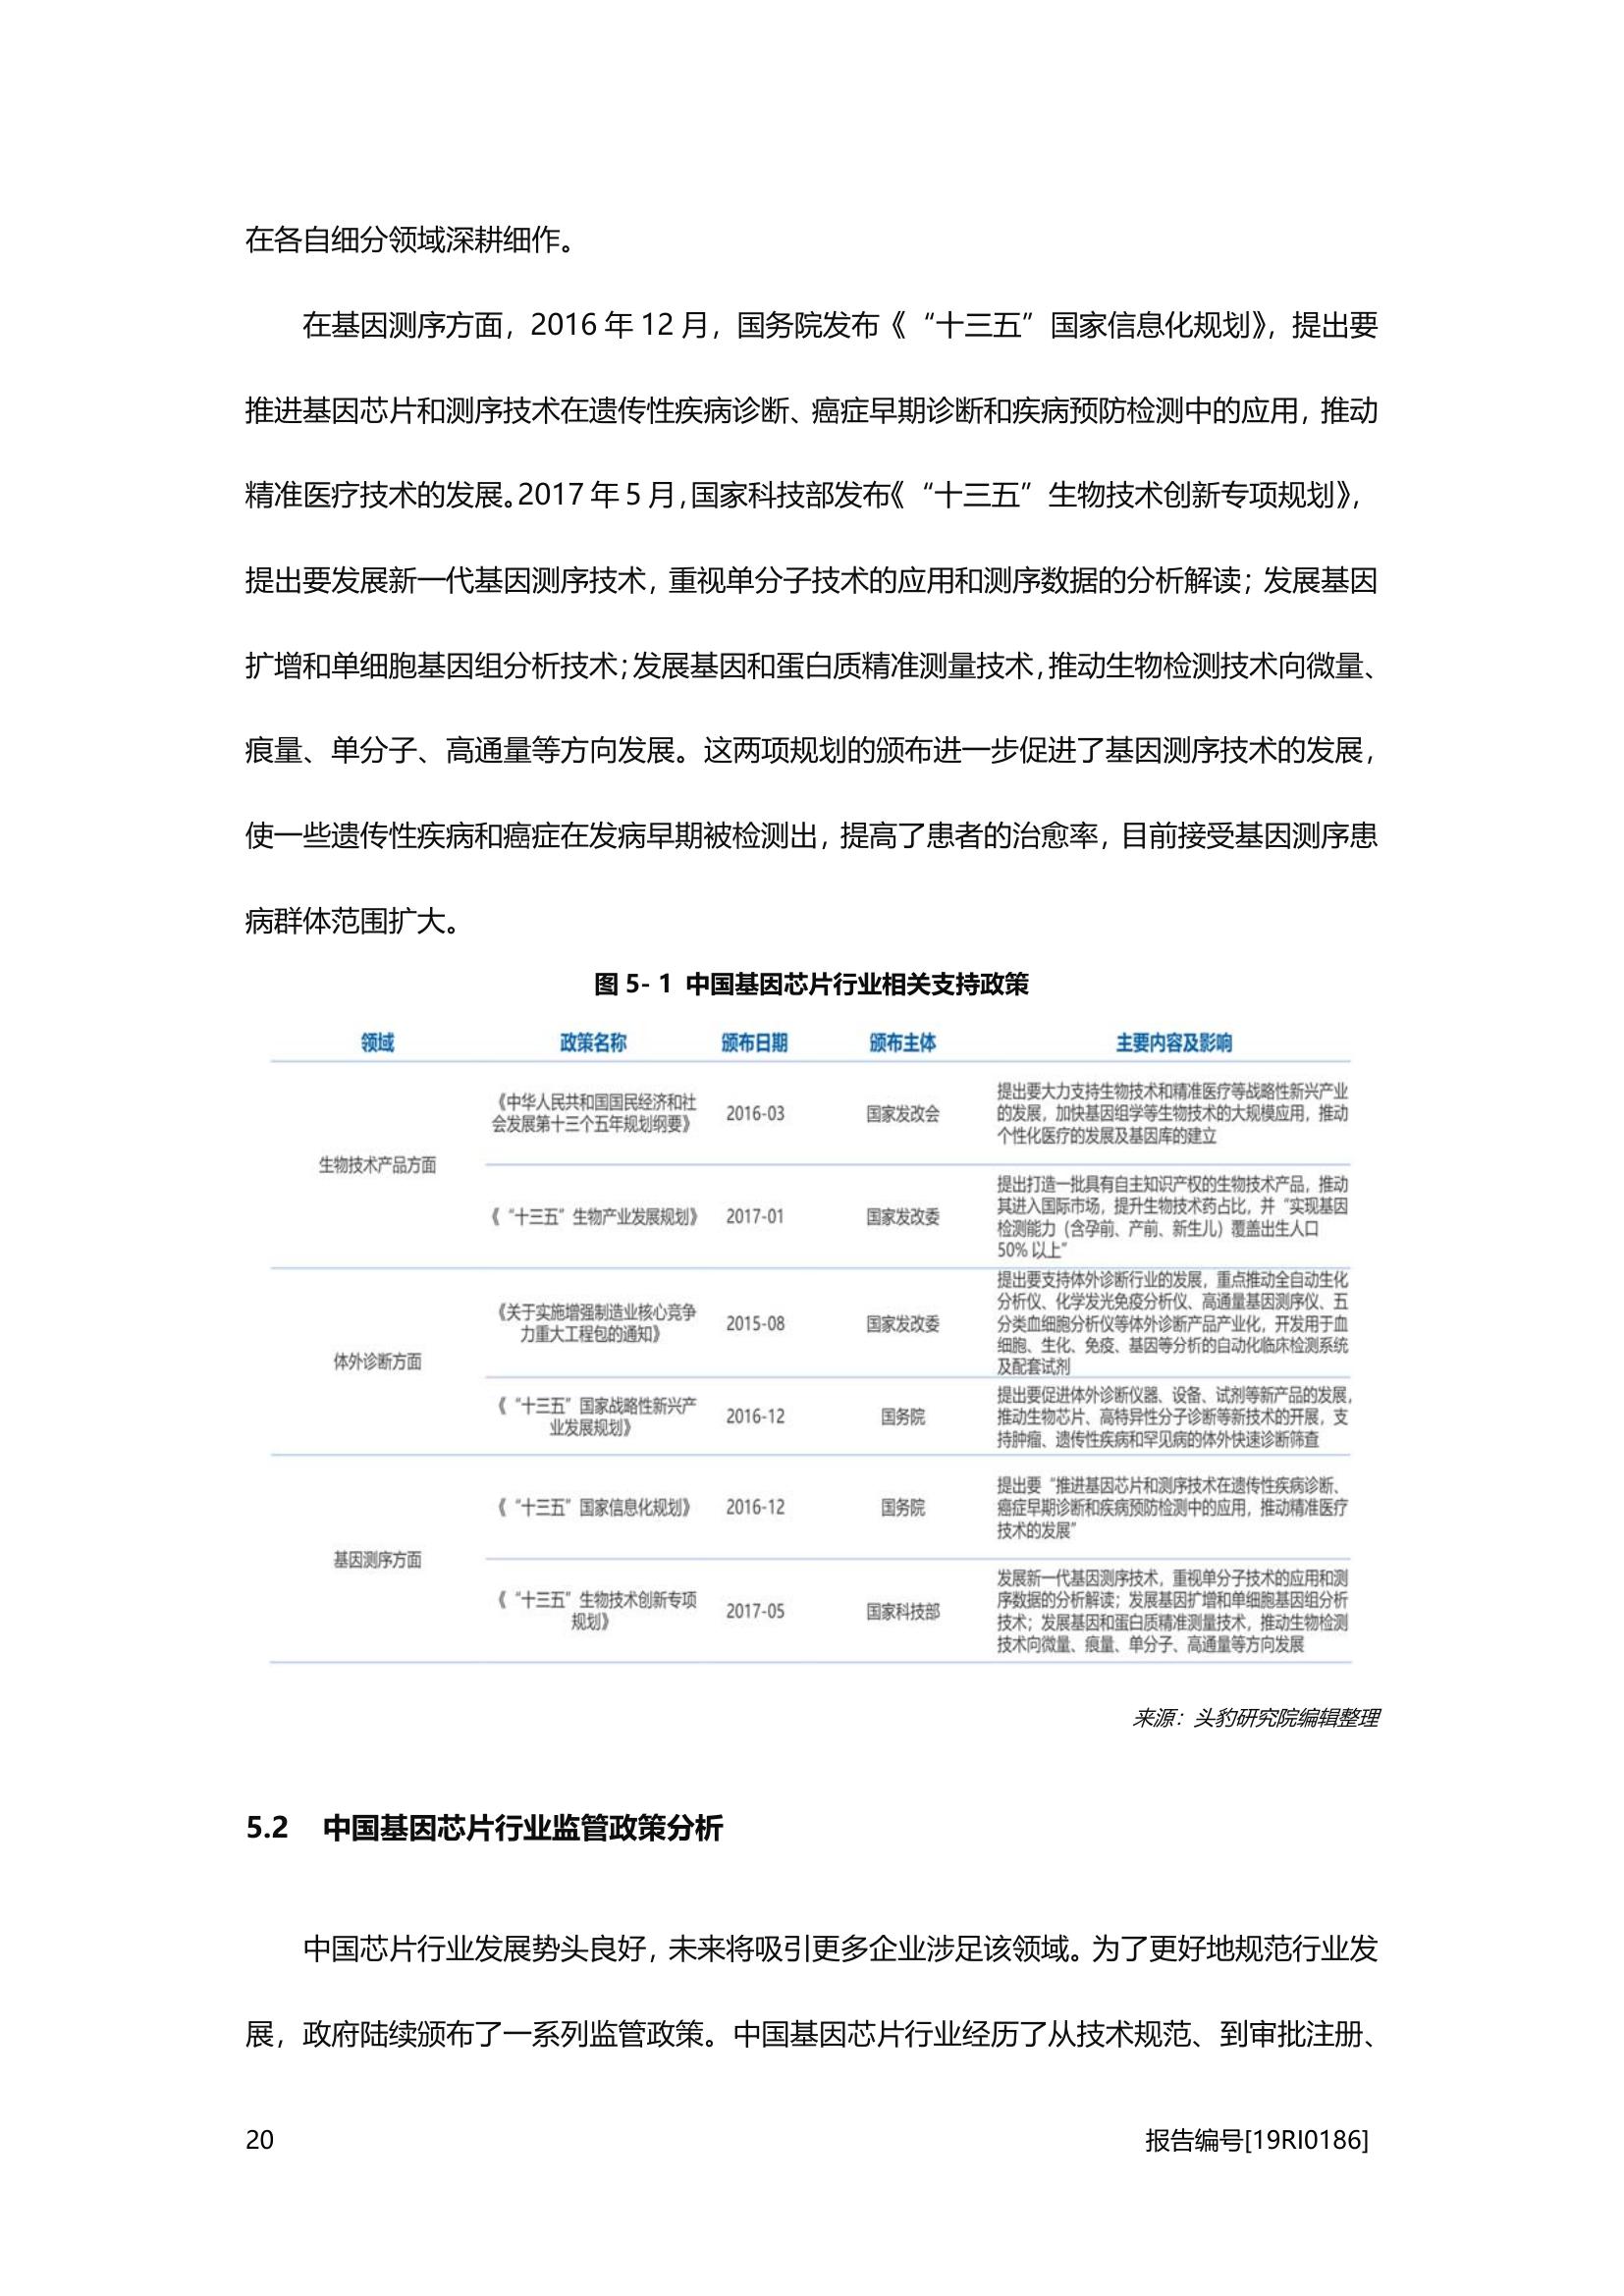 在各自细分领域深耕细作。
在基因测序方面，2016 年 12 月，国务院发布《“十三五”国家信息化规划》，提出要
推进基因芯片和测序技术在遗传性疾病诊断、癌症早期诊断和疾病预防检测中的应用，推动
精准医疗技术的发展。2017 年 5 月，国家科技部发布《“十三五”生物技术创新专项规划》，
提出要发展新一代基因测序技术，重视单分子技术的应用和测序数据的分析解读；发展基因
扩增和单细胞基因组分析技术；发展基因和蛋白质精准测量技术，推动生物检测技术向微量、
痕量、单分子、高通量等方向发展。这两项规划的颁布进一步促进了基因测序技术的发展，
使一些遗传性疾病和癌症在发病早期被检测出，提高了患者的治愈率，目前接受基因测序患
病群体范围扩大。
图 5- 1 中国基因芯片行业相关支持政策
领域 政策名称 颁布日期 颁布主体 主要内容及影响
生物技术产品方面
《中华人民共和国国民经济和社
会发展第十三个五年规划纲要》
2016-03
国家发改会
提出要大力支持生物技术和精准医疗等战略性新兴产业
的发展，加快基因组学等生物技术的大规模应用，推动
个性化医疗的发展及基因库的建立
《“十三五”生物产业发展规划》
2017-01
国家发改委
提出打造一批具有自主知识产权的生物技术产品，推动
其进入国际市场，提升生物技术药占比，并“实现基因
检测能力（含孕前、产前、新生儿）覆盖出生人口
50% 以上”
体外诊断方面
《关于实施增强制造业核心竞争
力重大工程包的通知》
2015-08
国家发改委
提出要支持体外诊断行业的发展，重点推动全自动生化
分析仪、化学发光免疫分析仪、高通量基因测序仪、五
分类血细胞分析仪等体外诊断产品产业化，开发用于血
细胞、生化、免疫、基因等分析的自动化临床检测系统
及配套试剂
《“十三五”国家战略性新兴产
业发展规划》
2016-12
国务院
提出要促进体外诊断仪器、设备、试剂等新产品的发展，
推动生物芯片、高特异性分子诊断等新技术的开展，支
持肿瘤、遗传性疾病和罕见病的体外快速诊断筛查
基因测序方面
《“十三五”国家信息化规划》
2016-12
国务院
提出要“推进基因芯片和测序技术在遗传性疾病诊断、
癌症早期诊断和疾病预防检测中的应用，推动精准医疗
技术的发展”
《“十三五”生物技术创新专项
规划》
2017-05
国家科技部
发展新一代基因测序技术，重视单分子技术的应用和测
序数据的分析解读；发展基因扩增和单细胞基因组分析
技术；发展基因和蛋白质精准测量技术，推动生物检测
技术向微量、痕量、单分子、高通量等方向发展
来源：头豹研究院编辑整理
5.2 中国基因芯片行业监管政策分析
中国芯片行业发展势头良好，未来将吸引更多企业涉足该领域。为了更好地规范行业发
展，政府陆续颁布了一系列监管政策。中国基因芯片行业经历了从技术规范、到审批注册、
20
报告编号[19RI0186]